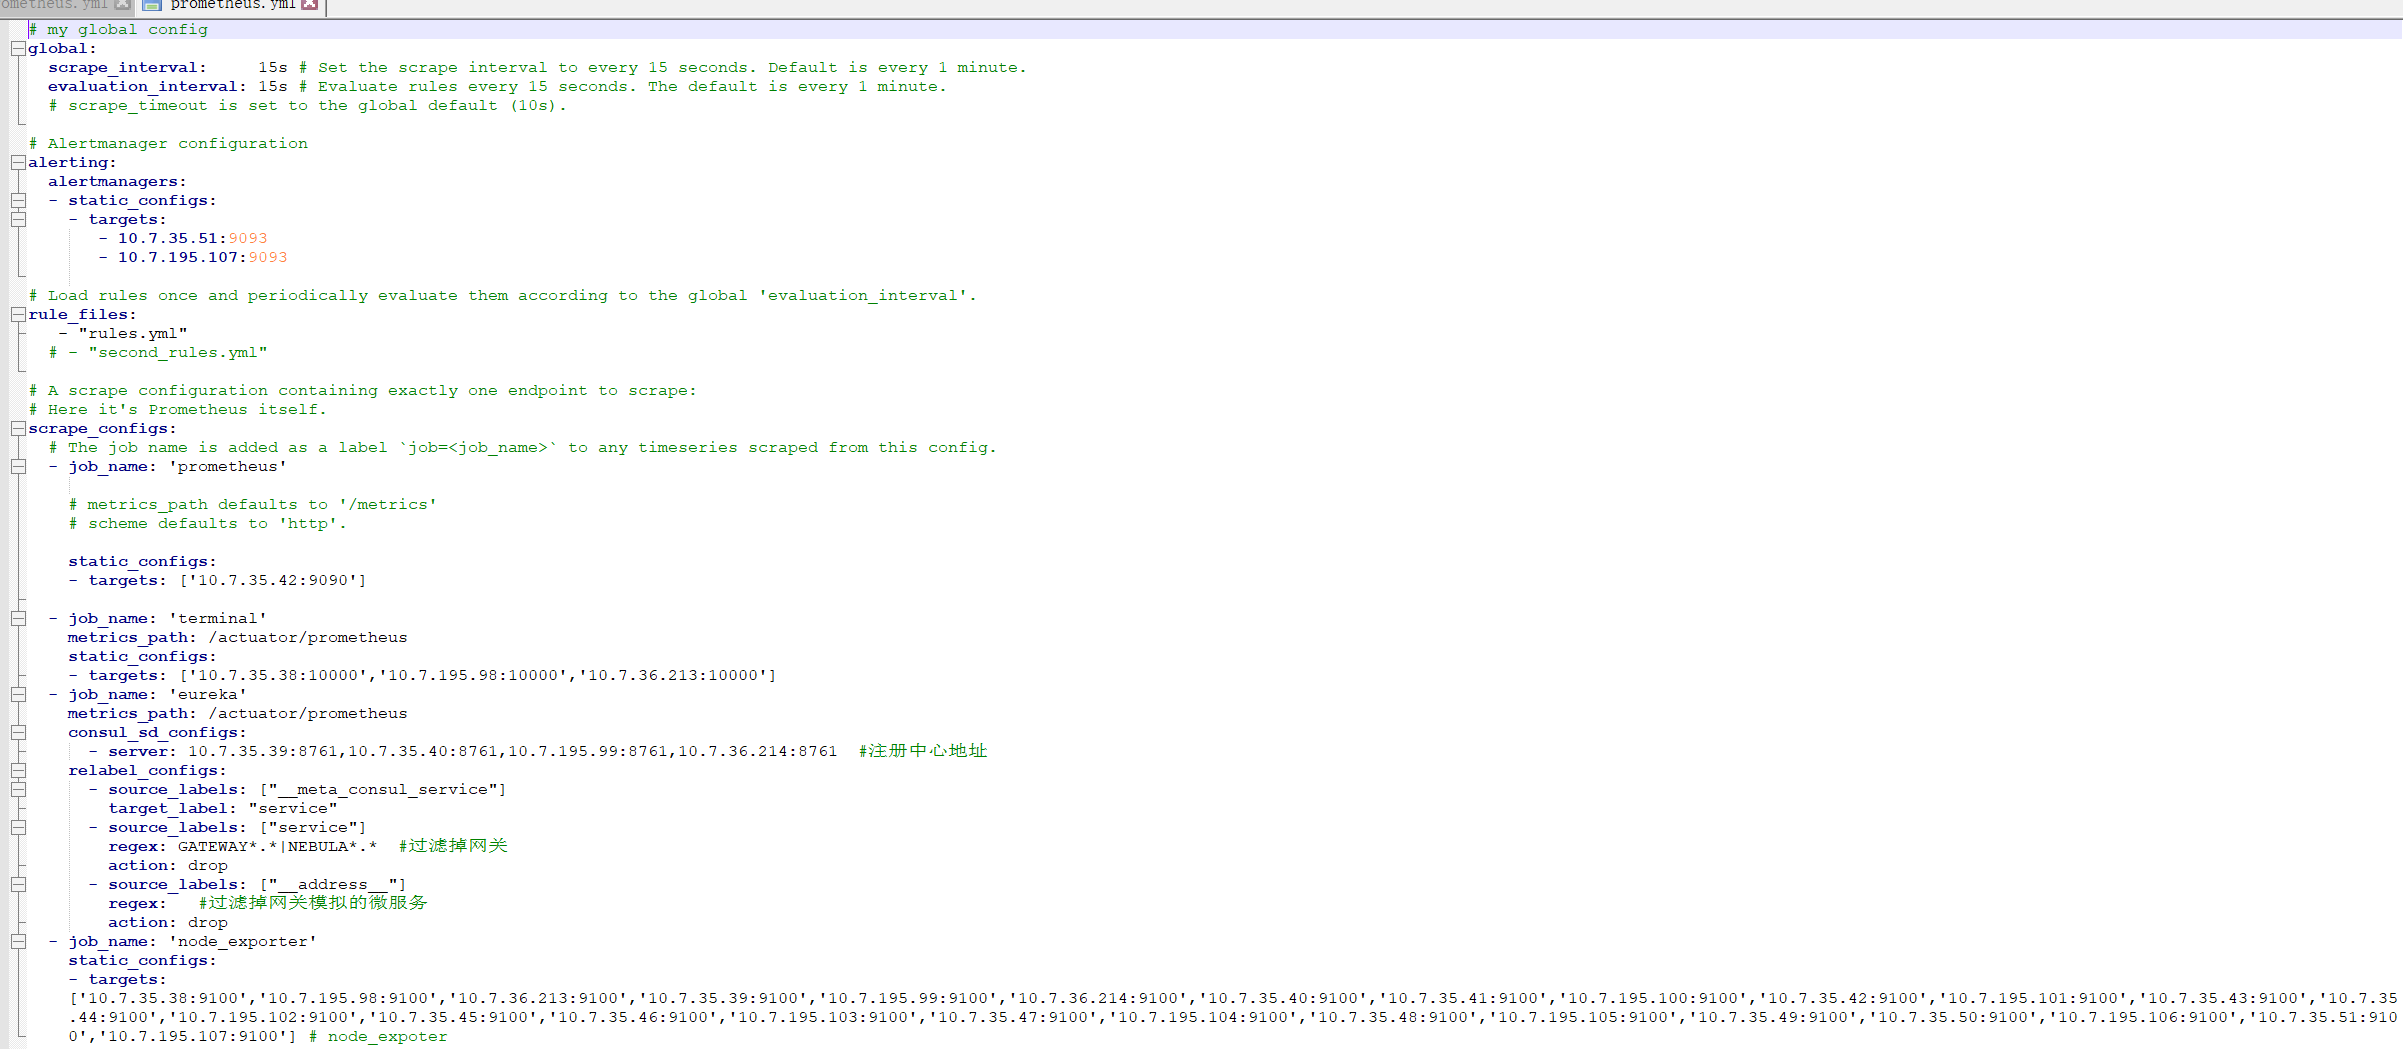 ometheus.yml prometheus.yml
# my global config
global:
  scrape_interval:     15s # Set the scrape interval to every 15 seconds. Default is every 1 minute.
  evaluation_interval: 15s # Evaluate rules every 15 seconds. The default is every 1 minute.
  # scrape_timeout is set to the global default (10s).
# Alertmanager configuration
alerting:
  alertmanagers:
  - static_configs:
    - targets:
       - 10.7.35.51:9093
       - 10.7.195.107:9093
# Load rules once and periodically evaluate them according to the global 'evaluation_interval'.
rule_files:
   - "rules.yml"
  # - "second_rules.yml"
# A scrape configuration containing exactly one endpoint to scrape:
# Here it's Prometheus itself.
scrape_configs:
  # The job name is added as a label `job=<job_name>` to any timeseries scraped from this config.
  - job_name: 'prometheus'
    # metrics_path defaults to '/metrics'
    # scheme defaults to 'http'.
    static_configs:
    - targets: ['10.7.35.42:9090']
  - job_name: 'terminal'
    metrics_path: /actuator/prometheus
    static_configs:
    - targets: ['10.7.35.38:10000','10.7.195.98:10000','10.7.36.213:10000']
  - job_name: 'eureka'
    metrics_path: /actuator/prometheus
    consul_sd_configs:
      - server: 10.7.35.39:8761,10.7.35.40:8761,10.7.195.99:8761,10.7.36.214:8761  #注册中心地址
    relabel_configs:
      - source_labels: ["__meta_consul_service"]
        target_label: "service"
      - source_labels: ["service"]
        regex: GATEWAY*.*|NEBULA*.*  #过滤掉网关
        action: drop
      - source_labels: ["__address__"]
        regex:   #过滤掉网关模拟的微服务
        action: drop
  - job_name: 'node_exporter'
    static_configs:
    - targets:
    ['10.7.35.38:9100','10.7.195.98:9100','10.7.36.213:9100','10.7.35.39:9100','10.7.195.99:9100','10.7.36.214:9100','10.7.35.40:9100','10.7.35.41:9100','10.7.195.100:9100','10.7.35.42:9100','10.7.195.101:9100','10.7.35.43:9100','10.7.35
    .44:9100','10.7.195.102:9100','10.7.35.45:9100','10.7.35.46:9100','10.7.195.103:9100','10.7.35.47:9100','10.7.195.104:9100','10.7.35.48:9100','10.7.195.105:9100','10.7.35.49:9100','10.7.35.50:9100','10.7.195.106:9100','10.7.35.51:910
    0','10.7.195.107:9100'] # node_expoter